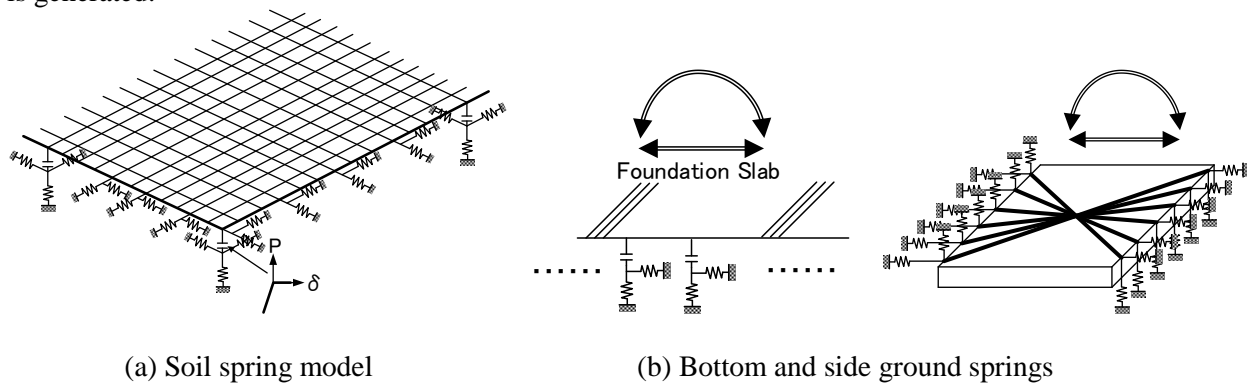 is generated.
P
δ
Foundation Slab
(a) Soil spring model
(b) Bottom and side ground springs